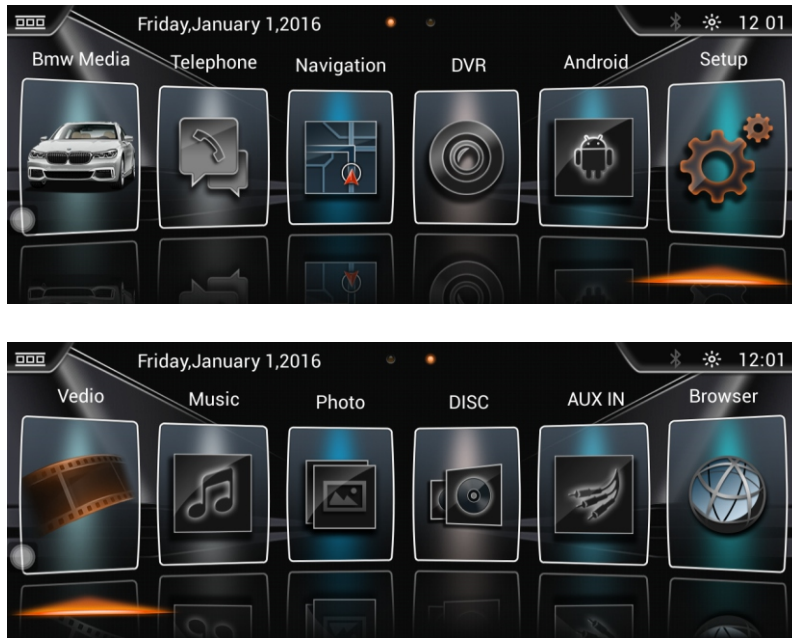 Friday,January 1,2016 12 01
Bmw Media Telephone Navigation DVR Android Setup
Friday,January 1,2016 12:01
Vedio Music Photo DISC AUX IN Browser